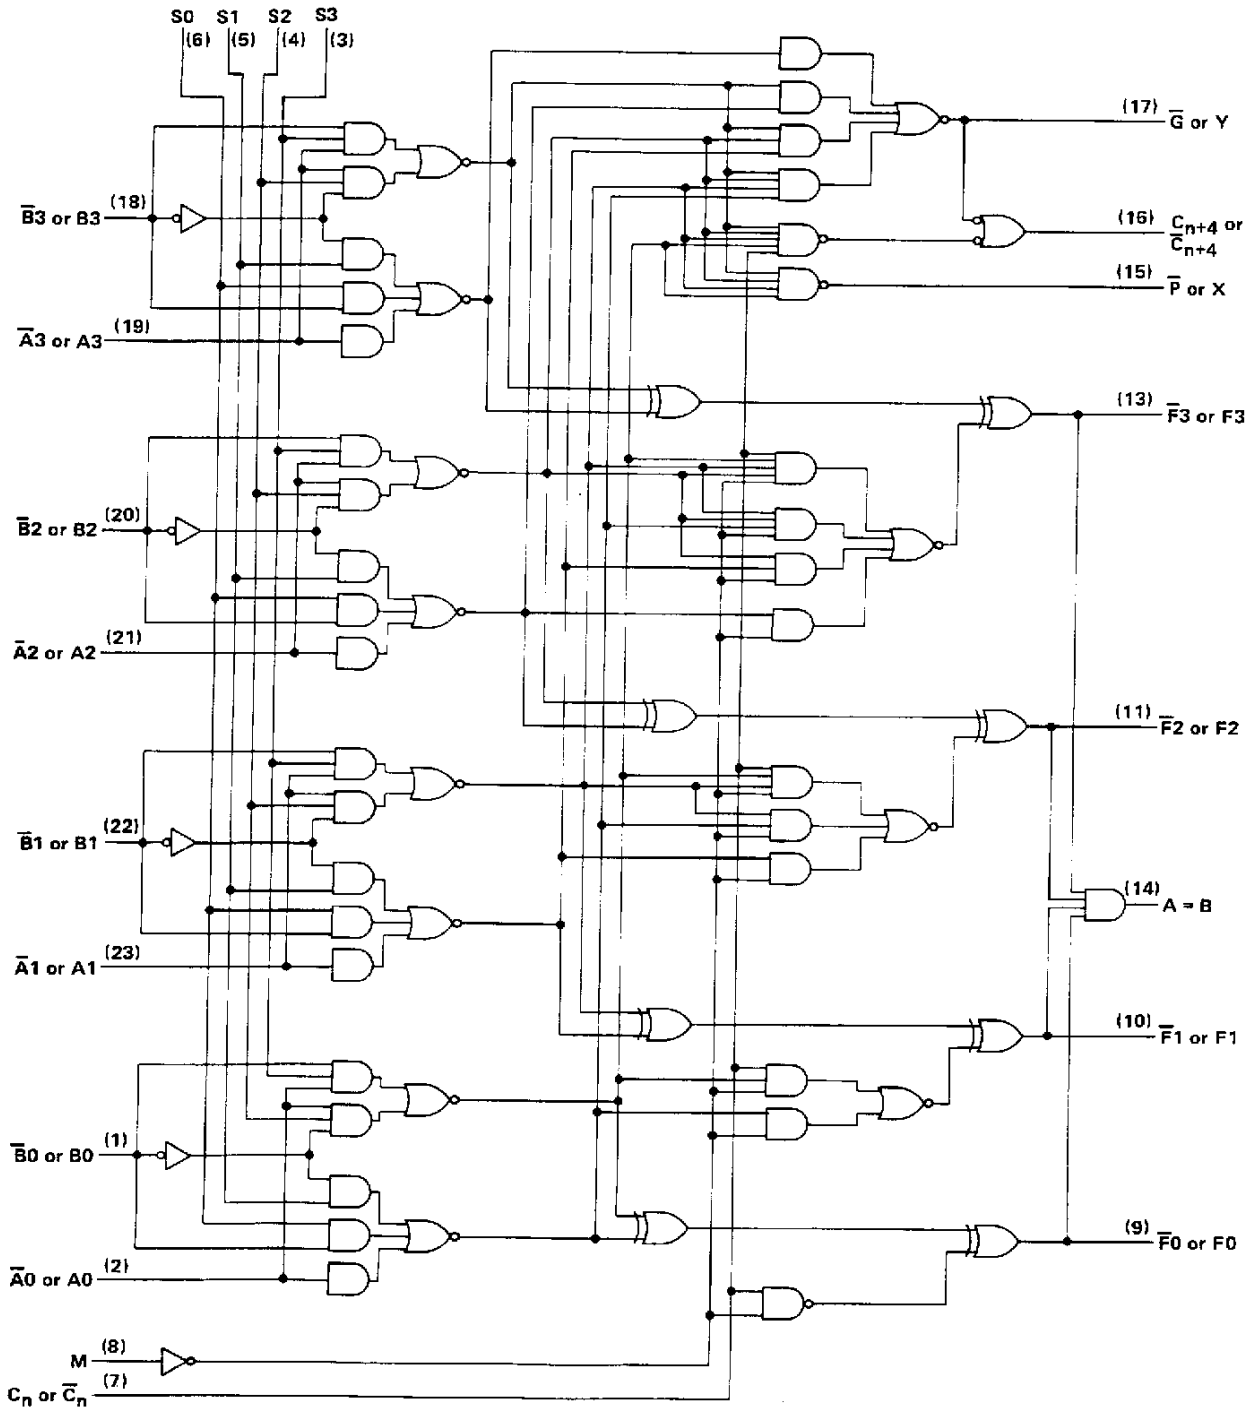 S0 S1 S2 S3
(6) (5) (4) (3)
(17) G̅ or Y
(18) B̅3 or B3
(16) Cn+4 or
C̅n+4
(15) P̅ or X
(19) A̅3 or A3
(13) F̅3 or F3
(20) B̅2 or B2
(21) A̅2 or A2
(11) F̅2 or F2
(22) B̅1 or B1
(14) A = B
(23) A̅1 or A1
(10) F̅1 or F1
(1) B̅0 or B0
(9) F̅0 or F0
(2) A̅0 or A0
M (8)
Cn or C̅n (7)